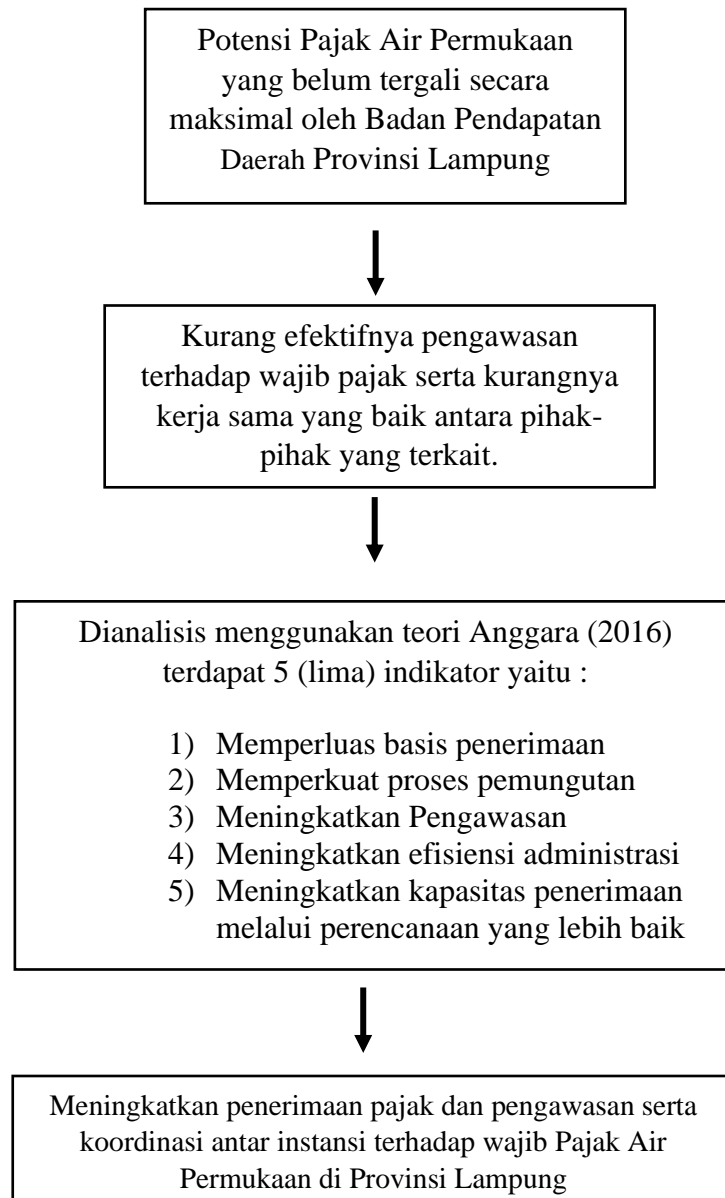 Potensi Pajak Air Permukaan
yang belum tergali secara
maksimal oleh Badan Pendapatan
Daerah Provinsi Lampung
Kurang efektifnya pengawasan
terhadap wajib pajak serta kurangnya
kerja sama yang baik antara pihak-
pihak yang terkait.
Dianalisis menggunakan teori Anggara (2016)
terdapat 5 (lima) indikator yaitu :
1) Memperluas basis penerimaan
2) Memperkuat proses pemungutan
3) Meningkatkan Pengawasan
4) Meningkatkan efisiensi administrasi
5) Meningkatkan kapasitas penerimaan
melalui perencanaan yang lebih baik
Meningkatkan penerimaan pajak dan pengawasan serta
koordinasi antar instansi terhadap wajib Pajak Air
Permukaan di Provinsi Lampung